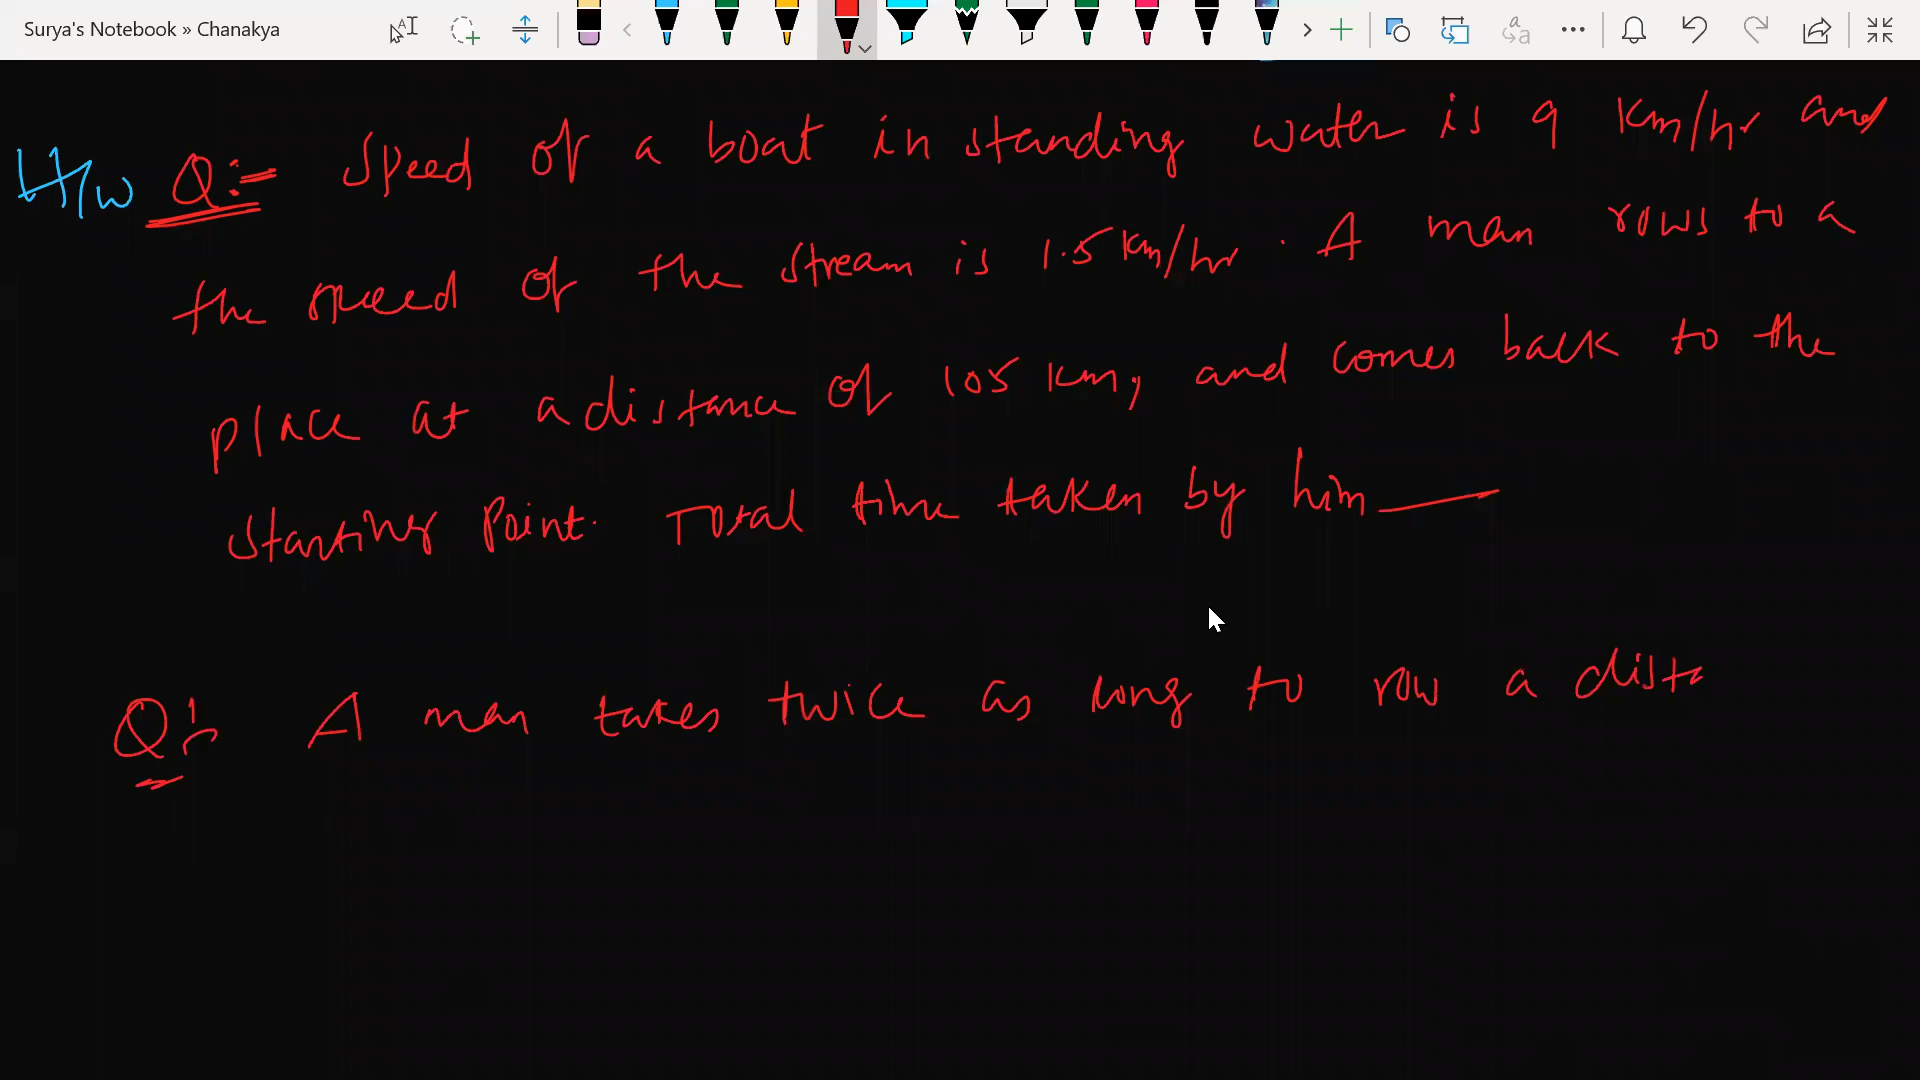 Surya's Notebook » Chanakya
H/w Q:- Speed of a boat in standing water is 9 km/hr and
the speed of the stream is 1.5 km/hr. A man rows to a
place at a distance of 105 km, and comes back to the
starting point. Total time taken by him ——
Q:- A man takes twice as long to row a dista